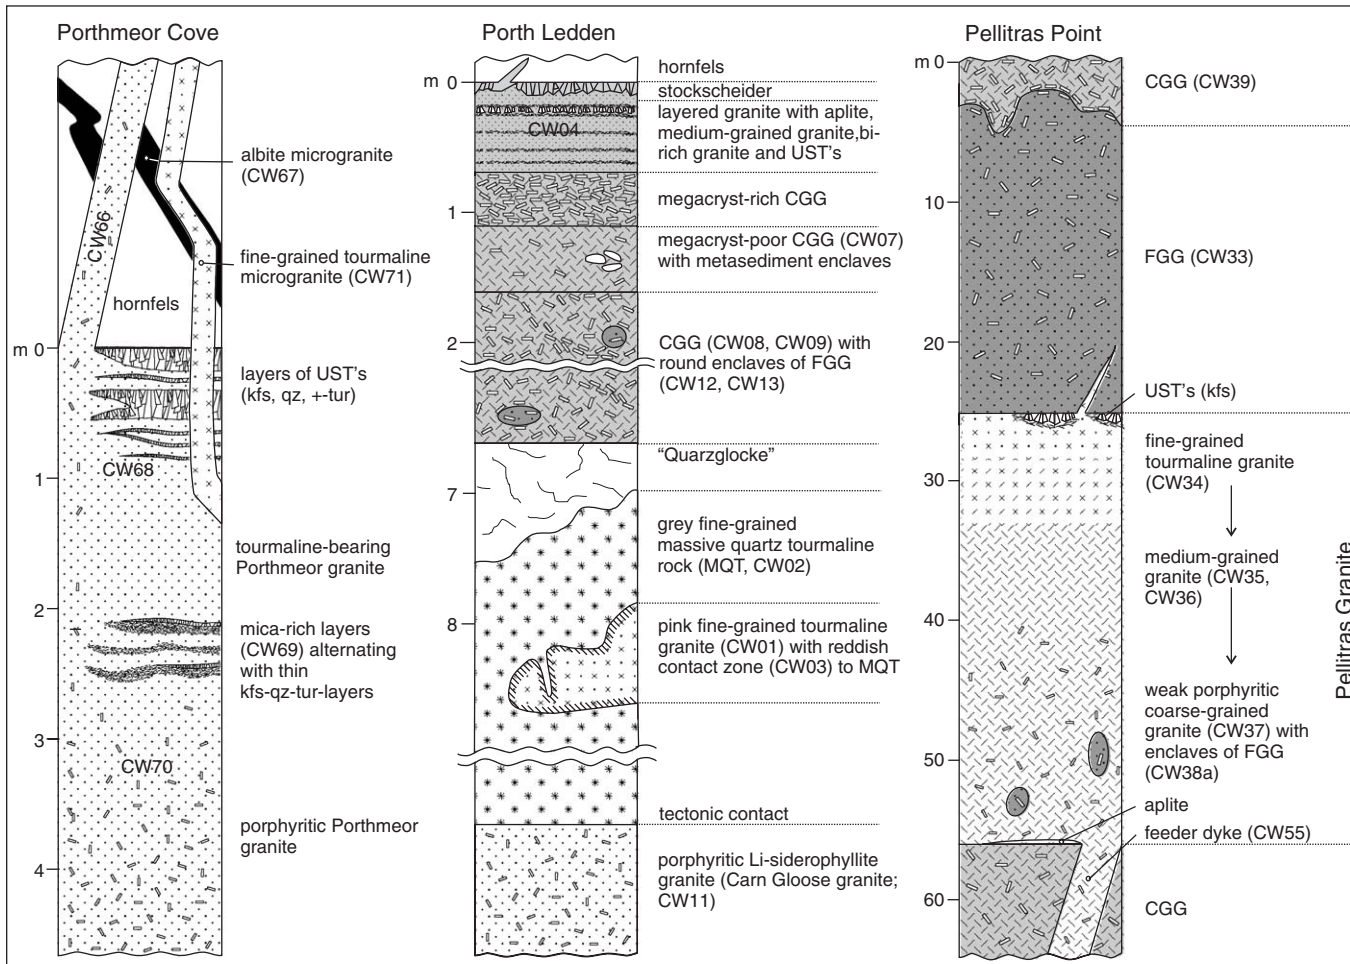 Porthmeor Cove
albite microgranite
(CW67)
CW66
fine-grained tourmaline
microgranite (CW71)
hornfels
m 0
layers of UST's
(kfs, qz, +-tur)
CW68
1
tourmaline-bearing
Porthmeor granite
2
mica-rich layers
(CW69) alternating
with thin
kfs-qz-tur-layers
3
CW70
porphyritic Porthmeor
granite
4
Porth Ledden
hornfels
m 0
stockscheider
layered granite with aplite,
medium-grained granite,bi-
rich granite and UST's
CW04
megacryst-rich CGG
1
megacryst-poor CGG (CW07)
with metasediment enclaves
2
CGG (CW08, CW09) with
round enclaves of FGG
(CW12, CW13)
"Quarzglocke"
7
grey fine-grained
massive quartz tourmaline
rock (MQT, CW02)
8
pink fine-grained tourmaline
granite (CW01) with reddish
contact zone (CW03) to MQT
tectonic contact
porphyritic Li-siderophyllite
granite (Carn Gloose granite;
CW11)
Pellitras Point
m 0
CGG (CW39)
10
FGG (CW33)
20
UST's (kfs)
fine-grained
tourmaline granite
(CW34)
30
medium-grained
granite (CW35,
CW36)
40
weak porphyritic
coarse-grained
granite (CW37) with
enclaves of FGG
(CW38a)
50
aplite
feeder dyke (CW55)
60
CGG
Pellitras Granite